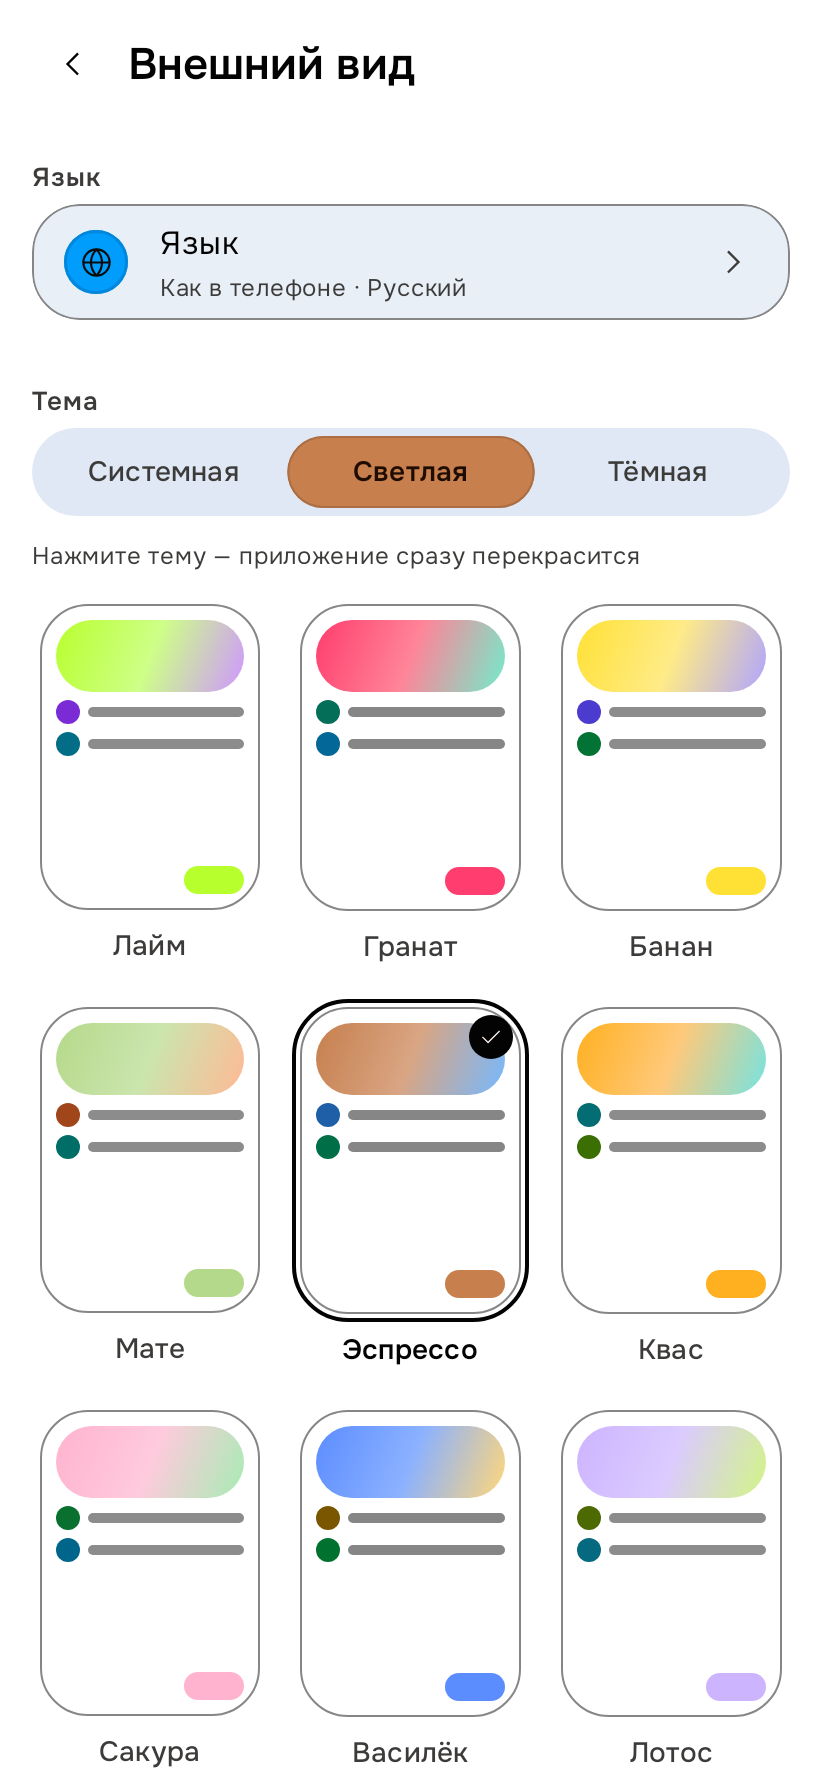 Внешний вид
Язык
Язык
Как в телефоне · Русский
Тема
Системная
Светлая
Тёмная
Нажмите тему — приложение сразу перекрасится
Лайм
Гранат
Банан
Мате
Эспрессо
Квас
Сакура
Василёк
Лотос